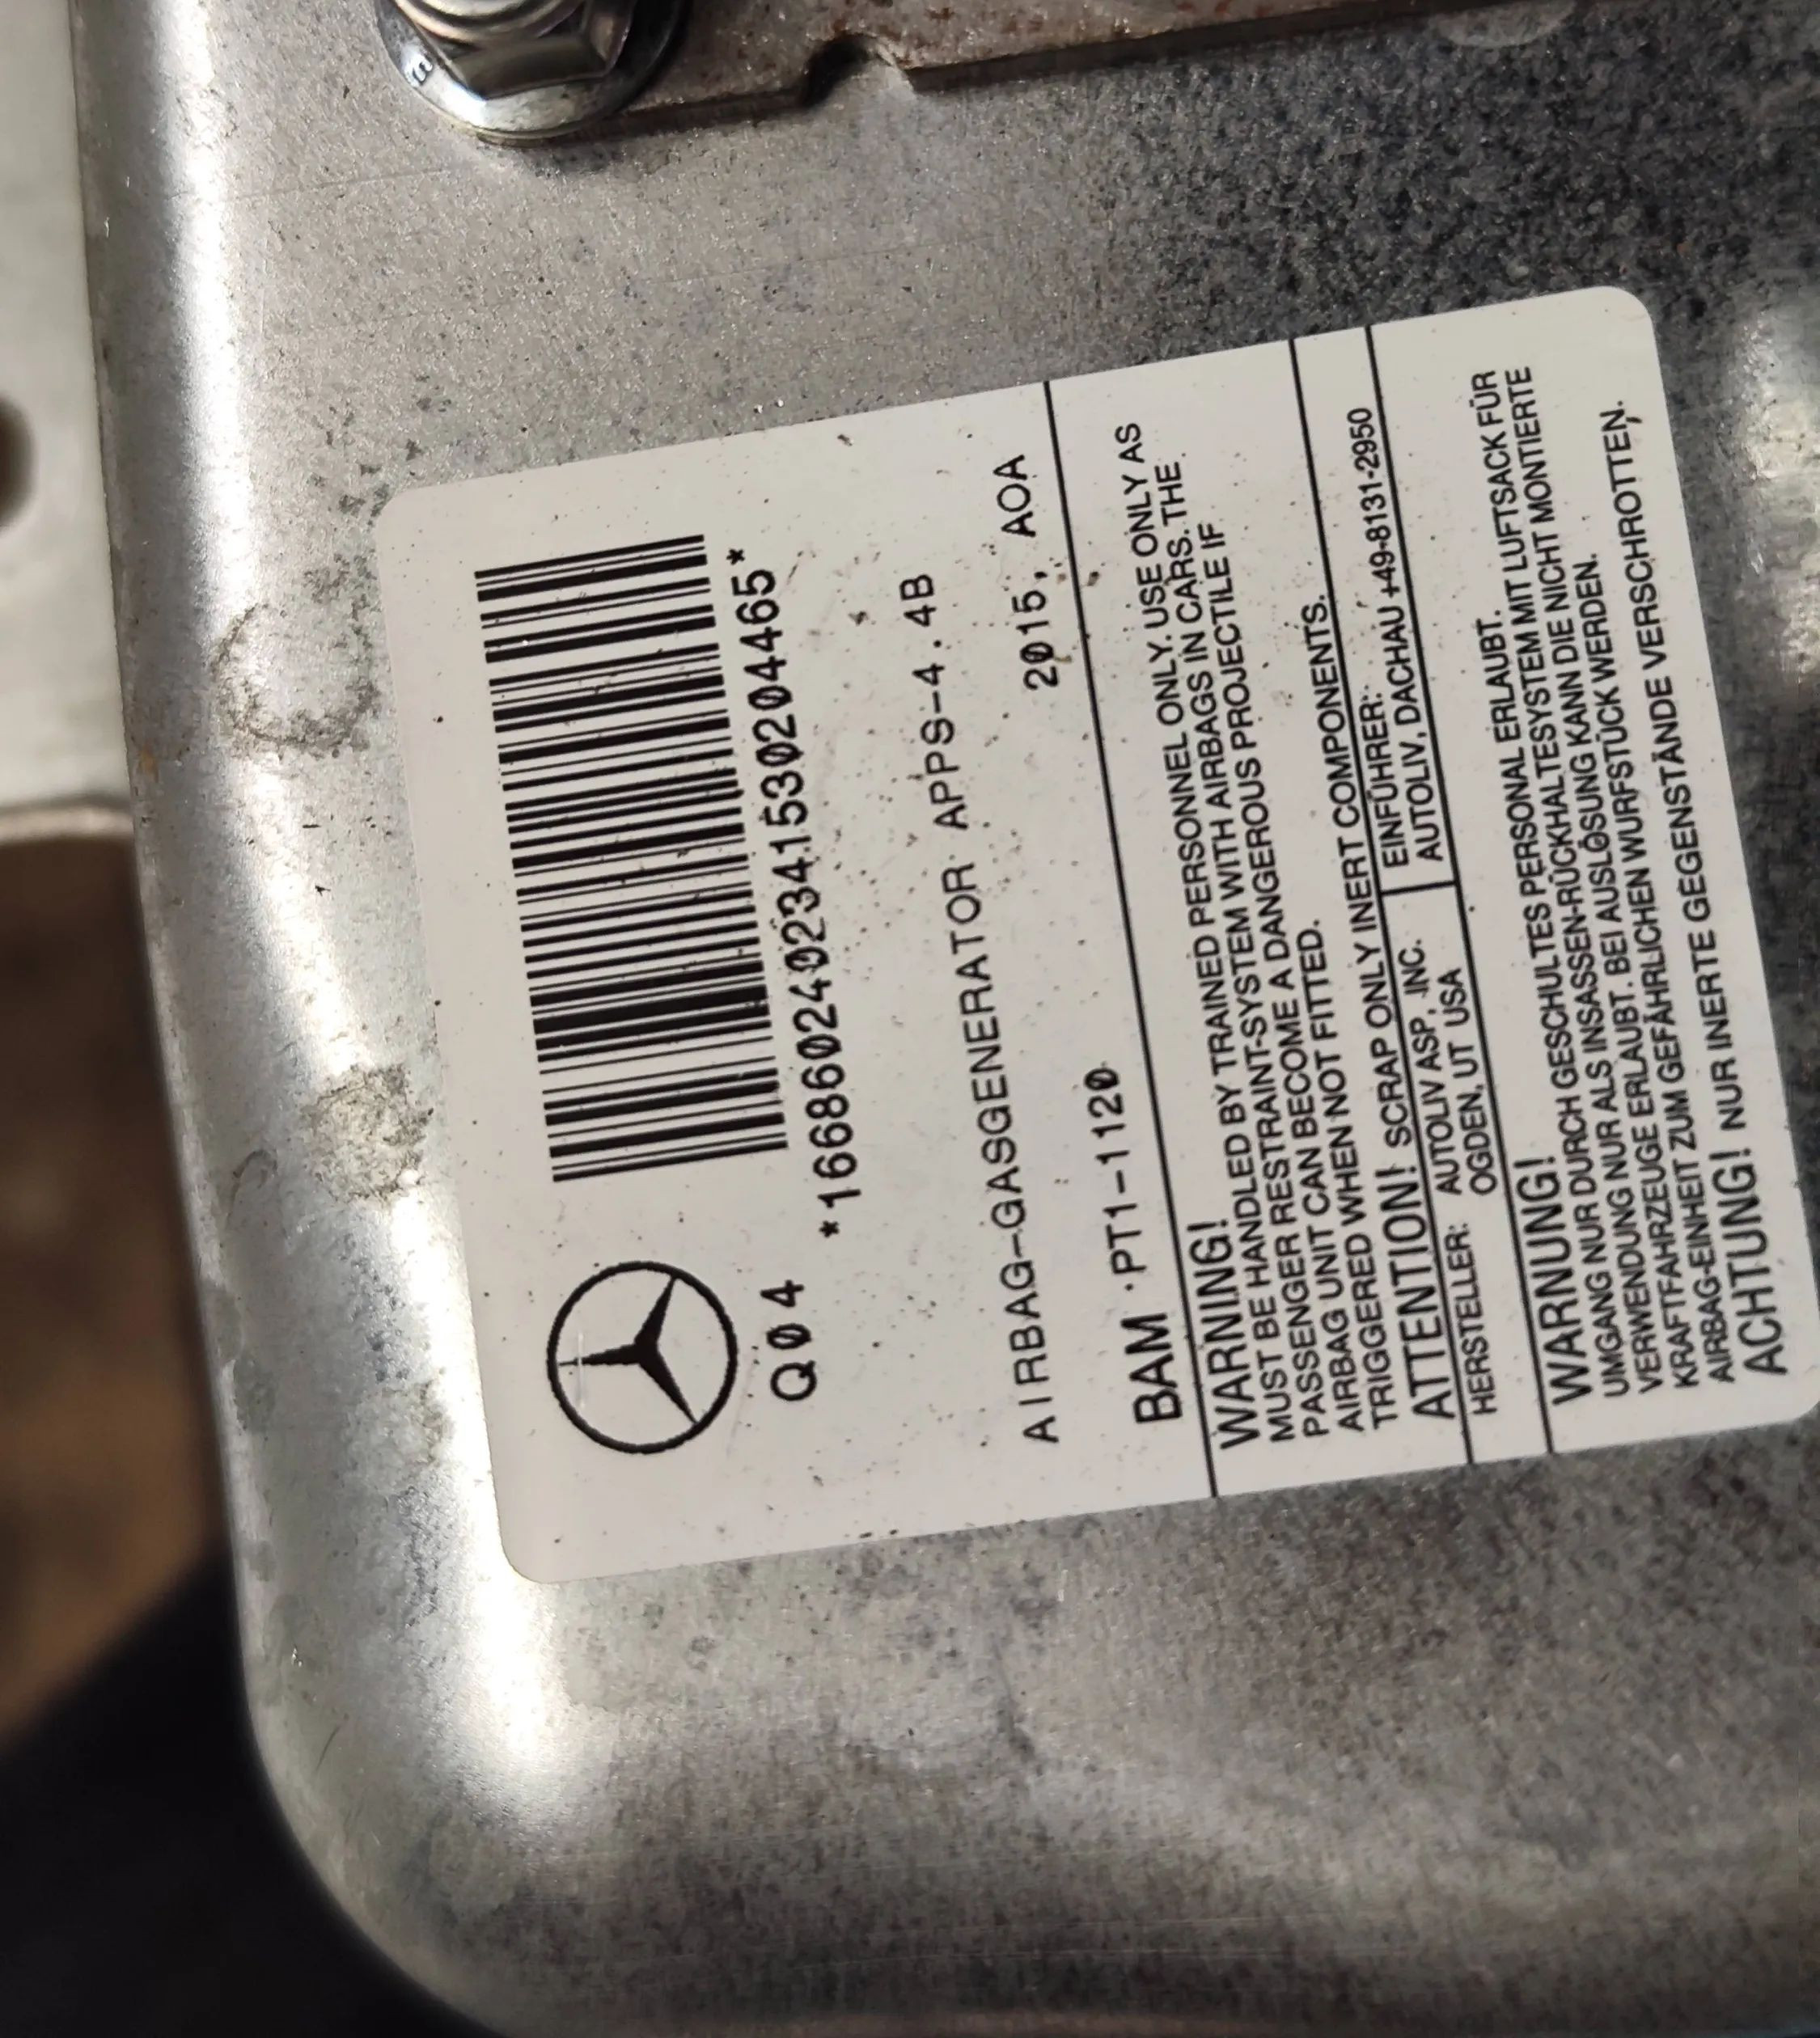 *16686024023415302044​65*
Q04
AIRBAG-GASGENERATOR APPS-4.4B
BAM PT1-1120 2015, AOA
WARNING!
MUST BE HANDLED BY TRAINED PERSONNEL ONLY. USE ONLY AS
PASSENGER RESTRAINT-SYSTEM WITH AIRBAGS IN CARS. THE
AIRBAG UNIT CAN BECOME A DANGEROUS PROJECTILE IF
TRIGGERED WHEN NOT FITTED.
ATTENTION! SCRAP ONLY INERT COMPONENTS.
HERSTELLER: AUTOLIV ASP, INC. EINFÜHRER:
OGDEN, UT USA AUTOLIV, DACHAU +49-8131-2950
WARNUNG!
UMGANG NUR DURCH GESCHULTES PERSONAL ERLAUBT.
VERWENDUNG NUR ALS INSASSEN-RÜCKHALTESYSTEM MIT LUFTSACK FÜR
KRAFTFAHRZEUGE ERLAUBT. BEI AUSLÖSUNG KANN DIE NICHT MONTIERTE
AIRBAG-EINHEIT ZUM GEFÄHRLICHEN WURFSTÜCK WERDEN.
ACHTUNG! NUR INERTE GEGENSTÄNDE VERSCHROTTEN.